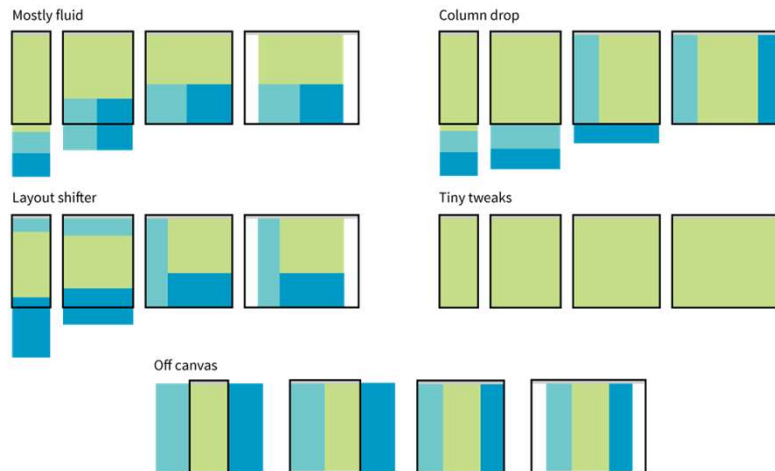 Mostly fluid
Column drop
Layout shifter
Tiny tweaks
Off canvas